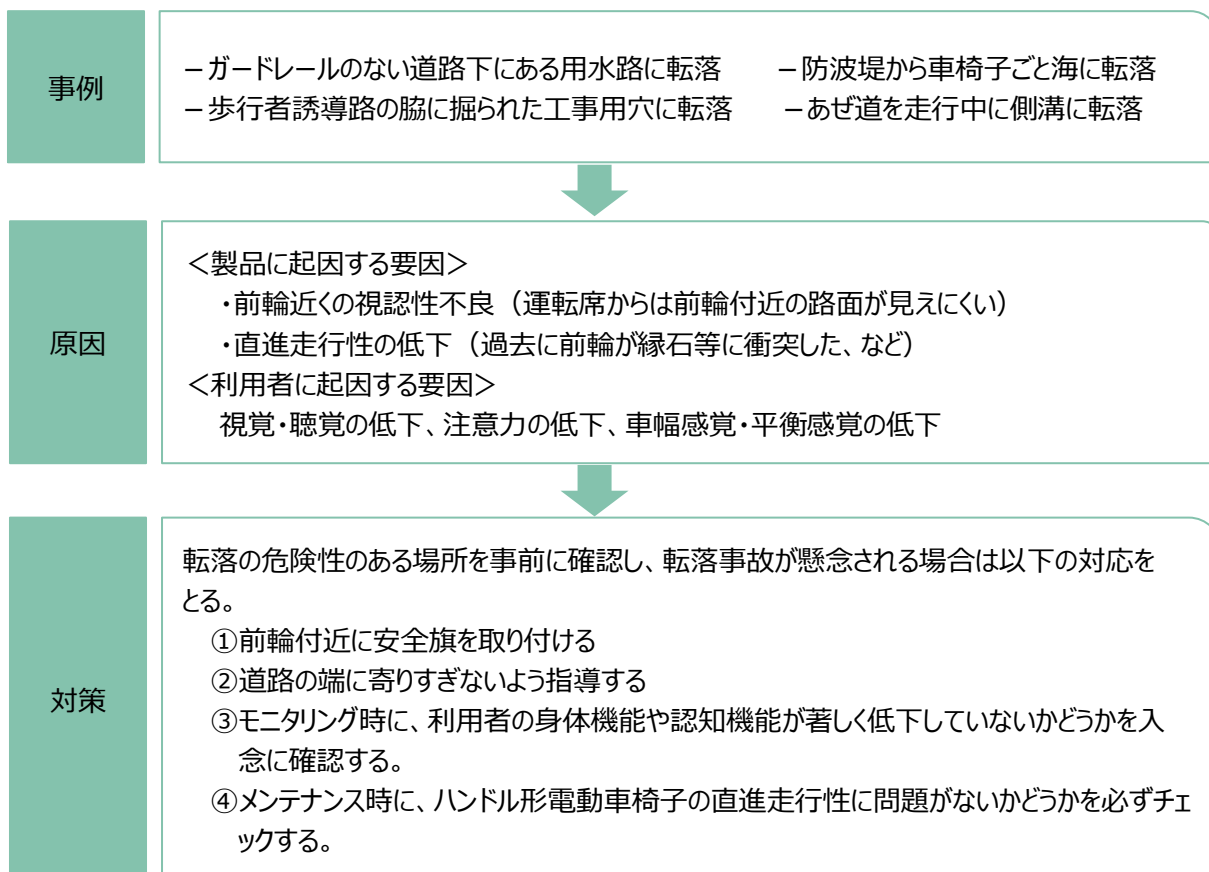 事例
－ガードレールのない道路下にある用水路に転落　　－防波堤から車椅子ごと海に転落
－歩行者誘導路の脇に掘られた工事用穴に転落　　－あぜ道を走行中に側溝に転落
原因
＜製品に起因する要因＞
・前輪近くの視認性不良（運転席からは前輪付近の路面が見えにくい）
・直進走行性の低下（過去に前輪が縁石等に衝突した、など）
＜利用者に起因する要因＞
視覚・聴覚の低下、注意力の低下、車幅感覚・平衡感覚の低下
対策
転落の危険性のある場所を事前に確認し、転落事故が懸念される場合は以下の対応を
とる。
①前輪付近に安全旗を取り付ける
②道路の端に寄りすぎないよう指導する
③モニタリング時に、利用者の身体機能や認知機能が著しく低下していないかどうかを入
念に確認する。
④メンテナンス時に、ハンドル形電動車椅子の直進走行性に問題がないかどうかを必ずチェ
ックする。